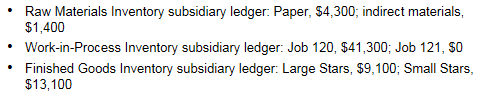 • Raw Materials Inventory subsidiary ledger: Paper, $4,300; indirect materials,
$1,400
• Work-in-Process Inventory subsidiary ledger: Job 120, $41,300; Job 121, $0
• Finished Goods Inventory subsidiary ledger: Large Stars, $9,100; Small Stars,
$13,100